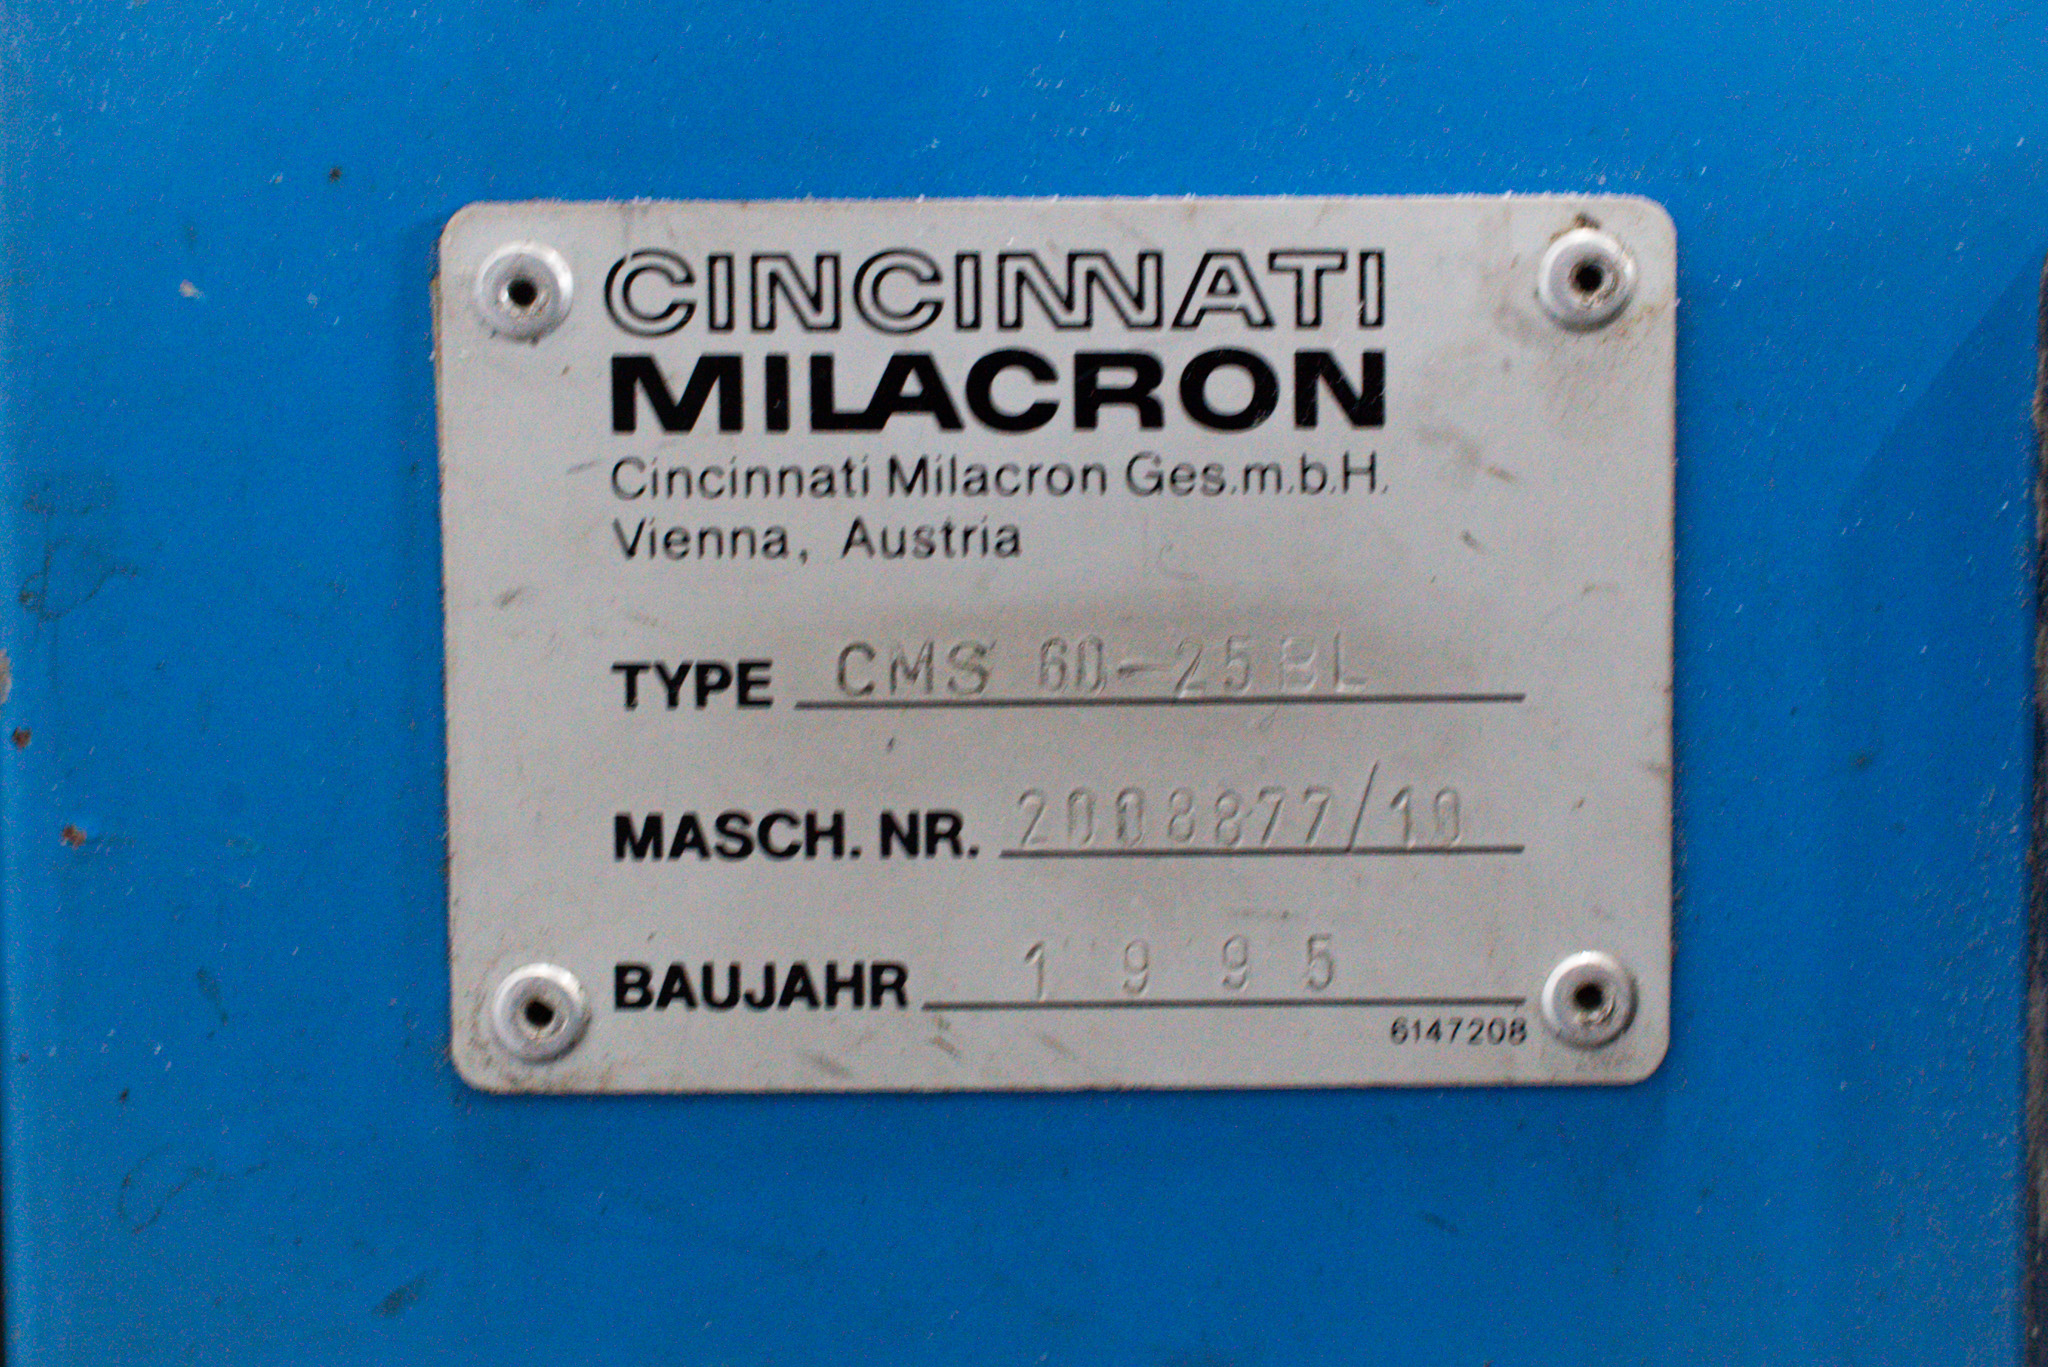 CINCINNATI
MILACRON
Cincinnati Milacron Ges.m.b.H.
Vienna, Austria
TYPE CMS 60-25BL
MASCH. NR. 2008877/10
BAUJAHR 1995
6147208